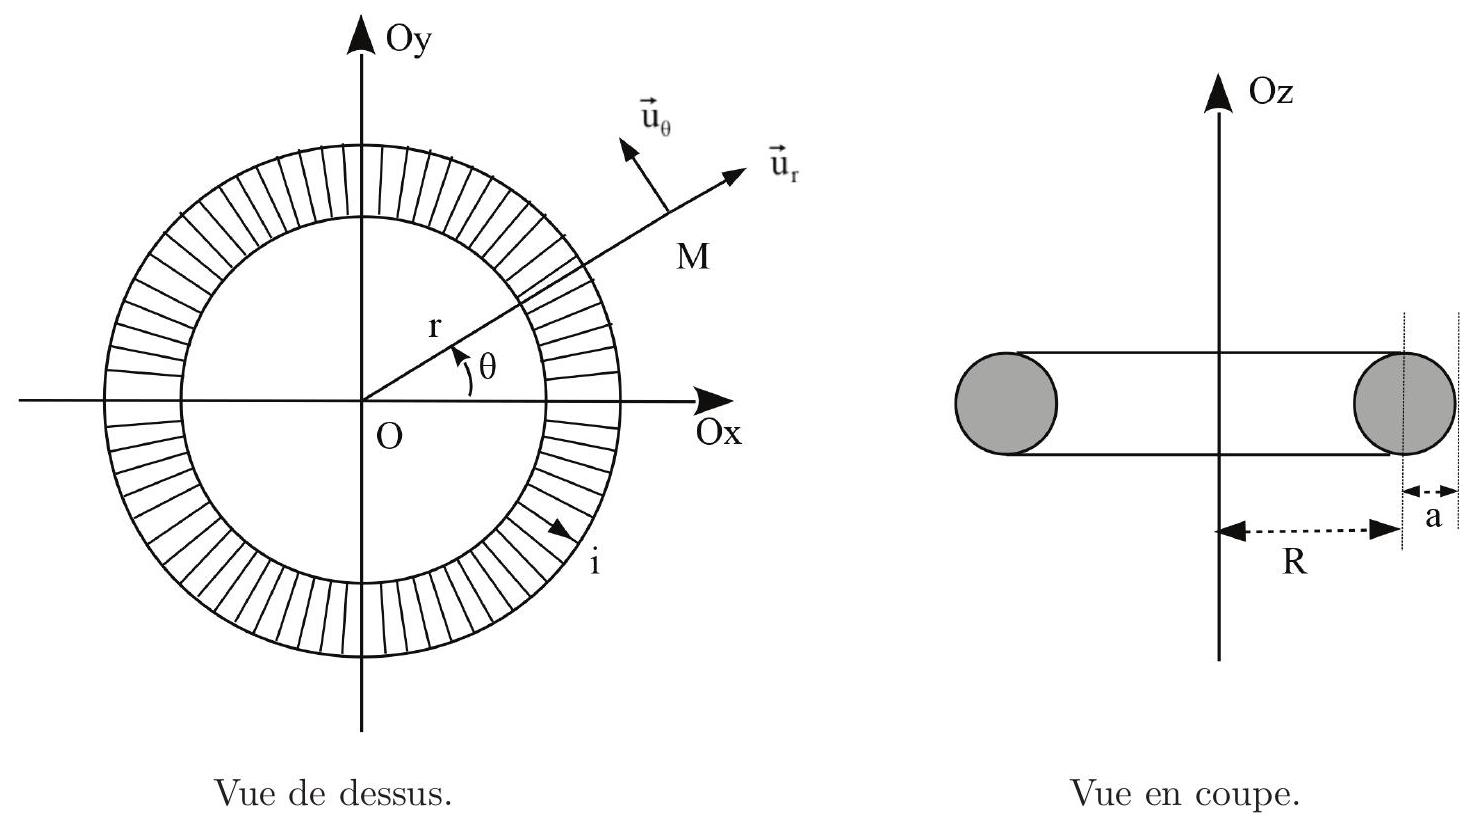 Oy
u⃗θ
u⃗r
M
r
θ
O
Ox
i
Vue de dessus.
Oz
a
R
Vue en coupe.